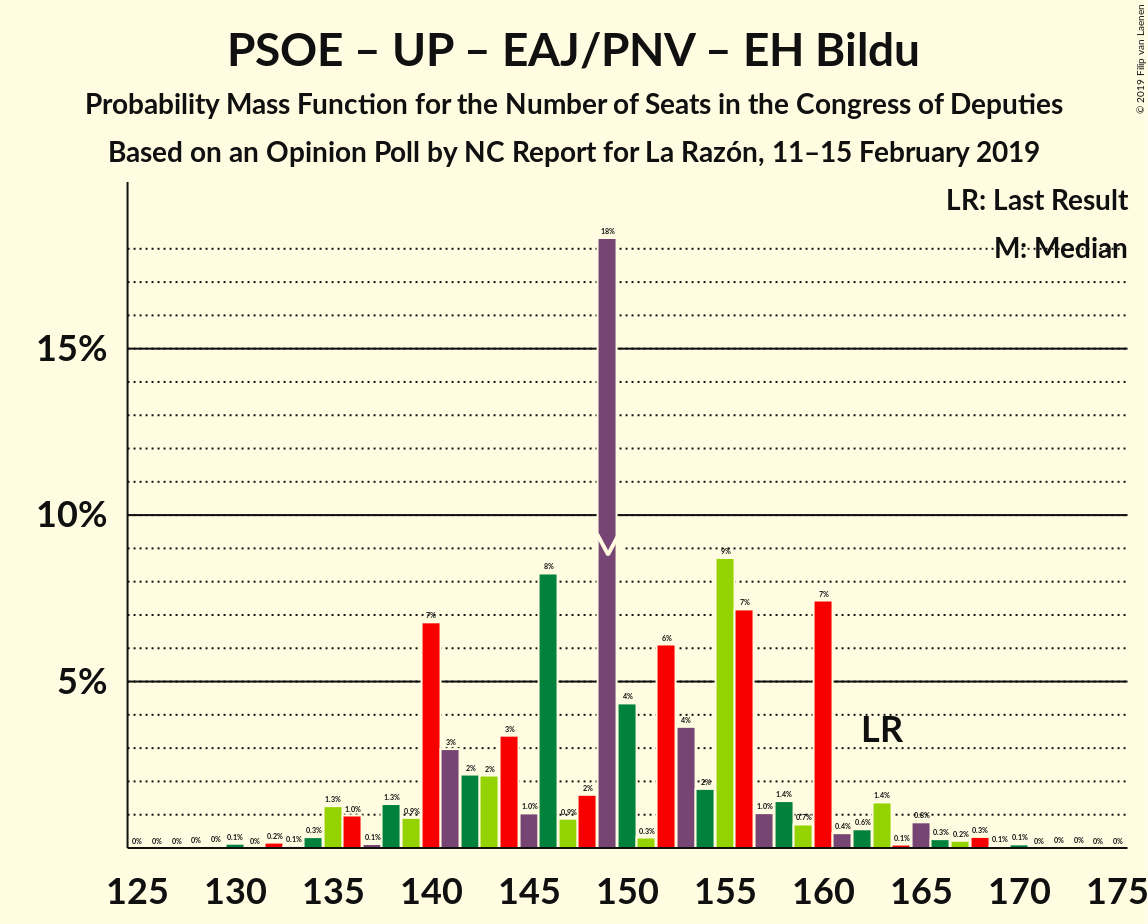 PSOE – UP – EAJ/PNV – EH Bildu
Probability Mass Function for the Number of Seats in the Congress of Deputies
Based on an Opinion Poll by NC Report for La Razón, 11–15 February 2019
© 2019 Filip van Laenen
LR: Last Result
M: Median
15%
10%
5%
0% 0% 0% 0% 0% 0.1% 0% 0.2% 0.1% 0.3% 1.3% 1.0% 0.1% 1.3% 0.9% 7% 3% 2% 2% 3% 1.0% 8% 0.9% 2% 18% 4% 0.3% 6% 4% 2% 9% 7% 1.0% 1.4% 0.7% 7% 0.4% 0.6% 1.4% 0.1% 0.8% 0.3% 0.2% 0.3% 0.1% 0.1% 0% 0% 0% 0% 0%
LR
125 130 135 140 145 150 155 160 165 170 175